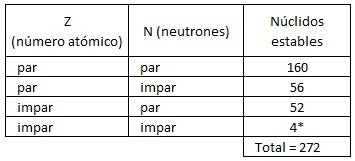 Z
(número atómico) N (neutrones) Núclidos
estables
par par 160
par impar 56
impar par 52
impar impar 4*
Total = 272